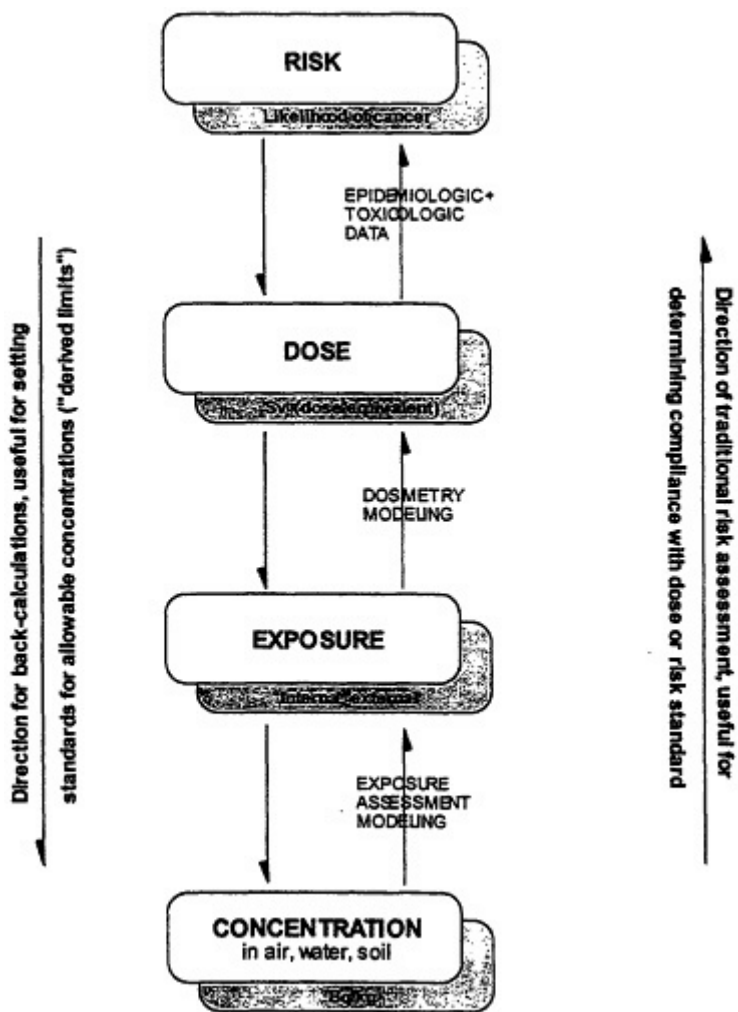 RISK
Likelihood of cancer
EPIDEMIOLOGIC+
TOXICOLOGIC
DATA
DOSE
(dose equivalent)
DOSIMETRY
MODELING
EXPOSURE
EXPOSURE
ASSESSMENT
MODELING
CONCENTRATION
in air, water, soil
Direction for back-calculations, useful for setting
standards for allowable concentrations ("derived limits")
Direction of traditional risk assessment, useful for
determining compliance with dose or risk standard